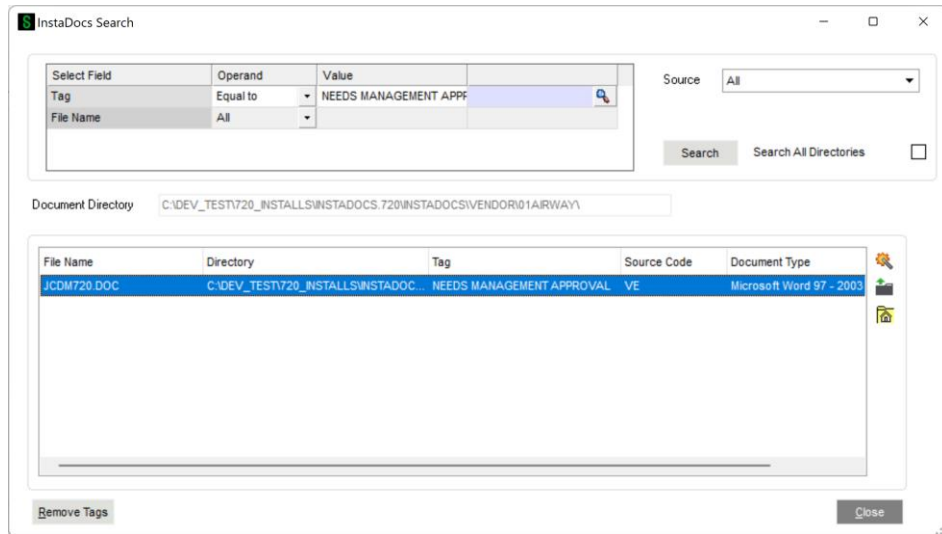 InstaDocs Search
Select Field Operand Value
Source All
Tag Equal to NEEDS MANAGEMENT APPR
File Name All
Search Search All Directories
Document Directory C:\DEV_TEST\720_INSTALLS\INSTADOCS.720\INSTADOCS\VENDOR\01AIRWAY\
File Name Directory Tag Source Code Document Type
JCDM720.DOC C:\DEV_TEST\720_INSTALLS\INSTADOC... NEEDS MANAGEMENT APPROVAL VE Microsoft Word 97 - 2003
Remove Tags Close